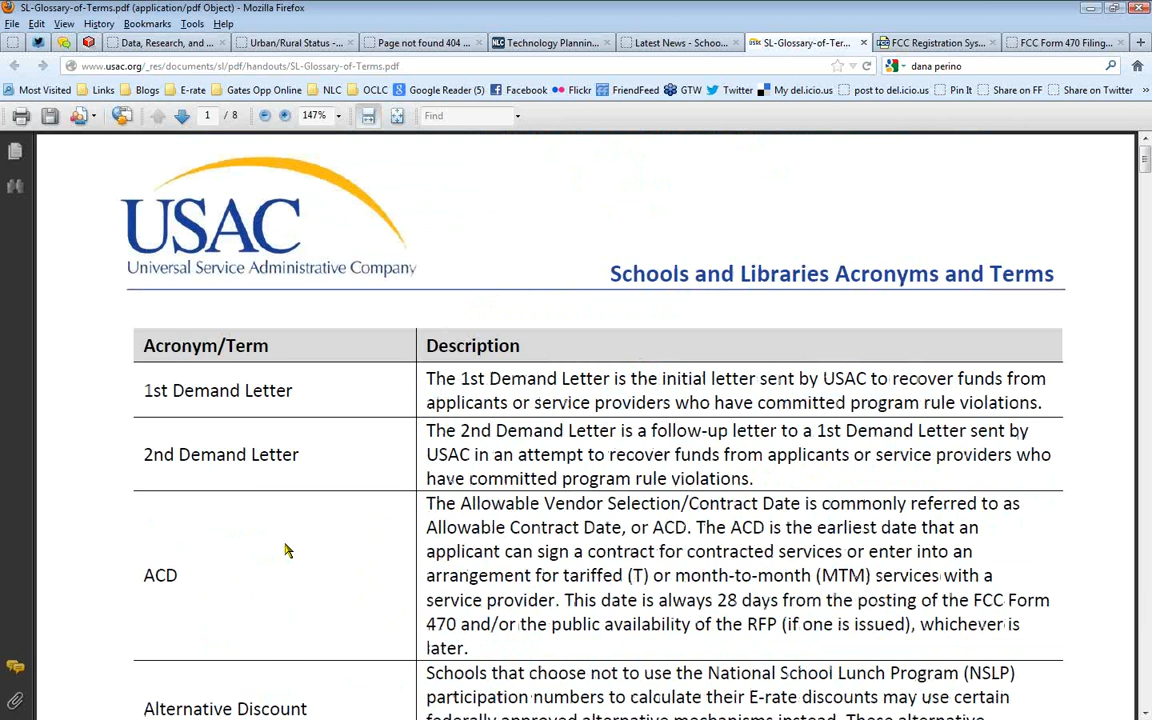 SL-Glossary-of-Terms.pdf (application/pdf Object) - Mozilla Firefox
File Edit View History Bookmarks Tools Help
Data, Research, and ... Urban/Rural Status - ... Page not found 404 ... NLC Technology Planning... Latest News - Schoo... SL-Glossary-of-Ter... FCC Registration Sys... FCC Form 470 Filing...
www.usac.org/_res/documents/sl/pdf/handouts/SL-Glossary-of-Terms.pdf dana perino
Most Visited Links Blogs E-rate Gates Opp Online NLC OCLC Google Reader (5) Facebook Flickr FriendFeed GTW Twitter My del.icio.us post to del.icio.us Pin It Share on FF Share on Twitter »
1 / 8 147% Find
USAC
Universal Service Administrative Company
Schools and Libraries Acronyms and Terms
Acronym/Term Description
1st Demand Letter
The 1st Demand Letter is the initial letter sent by USAC to recover funds from
applicants or service providers who have committed program rule violations.
2nd Demand Letter
The 2nd Demand Letter is a follow-up letter to a 1st Demand Letter sent by
USAC in an attempt to recover funds from applicants or service providers who
have committed program rule violations.
ACD
The Allowable Vendor Selection/Contract Date is commonly referred to as
Allowable Contract Date, or ACD. The ACD is the earliest date that an
applicant can sign a contract for contracted services or enter into an
arrangement for tariffed (T) or month-to-month (MTM) services with a
service provider. This date is always 28 days from the posting of the FCC Form
470 and/or the public availability of the RFP (if one is issued), whichever is
later.
Alternative Discount
Schools that choose not to use the National School Lunch Program (NSLP)
participation numbers to calculate their E-rate discounts may use certain
federally approved alternative mechanisms instead. These alternative